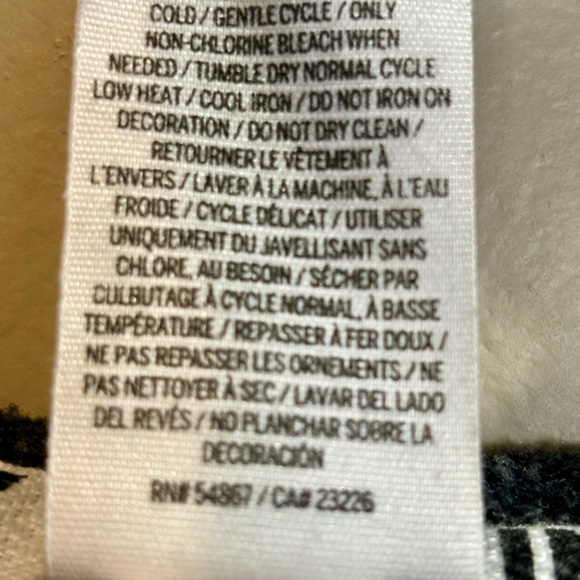 COLD / GENTLE CYCLE / ONLY
NON-CHLORINE BLEACH WHEN
NEEDED / TUMBLE DRY NORMAL CYCLE
LOW HEAT / COOL IRON / DO NOT IRON ON
DECORATION / DO NOT DRY CLEAN /
RETOURNER LE VÊTEMENT À
L'ENVERS / LAVER À LA MACHINE, À L'EAU
FROIDE / CYCLE DÉLICAT / UTILISER
UNIQUEMENT DU JAVELLISANT SANS
CHLORE, AU BESOIN / SÉCHER PAR
CULBUTAGE À CYCLE NORMAL, À BASSE
TEMPÉRATURE / REPASSER À FER DOUX /
NE PAS REPASSER LES ORNEMENTS / NE
PAS NETTOYER À SEC / LAVAR DEL LADO
DEL REVÉS / NO PLANCHAR SOBRE LA
DECORACIÓN
RN# 54867 / CA# 23226